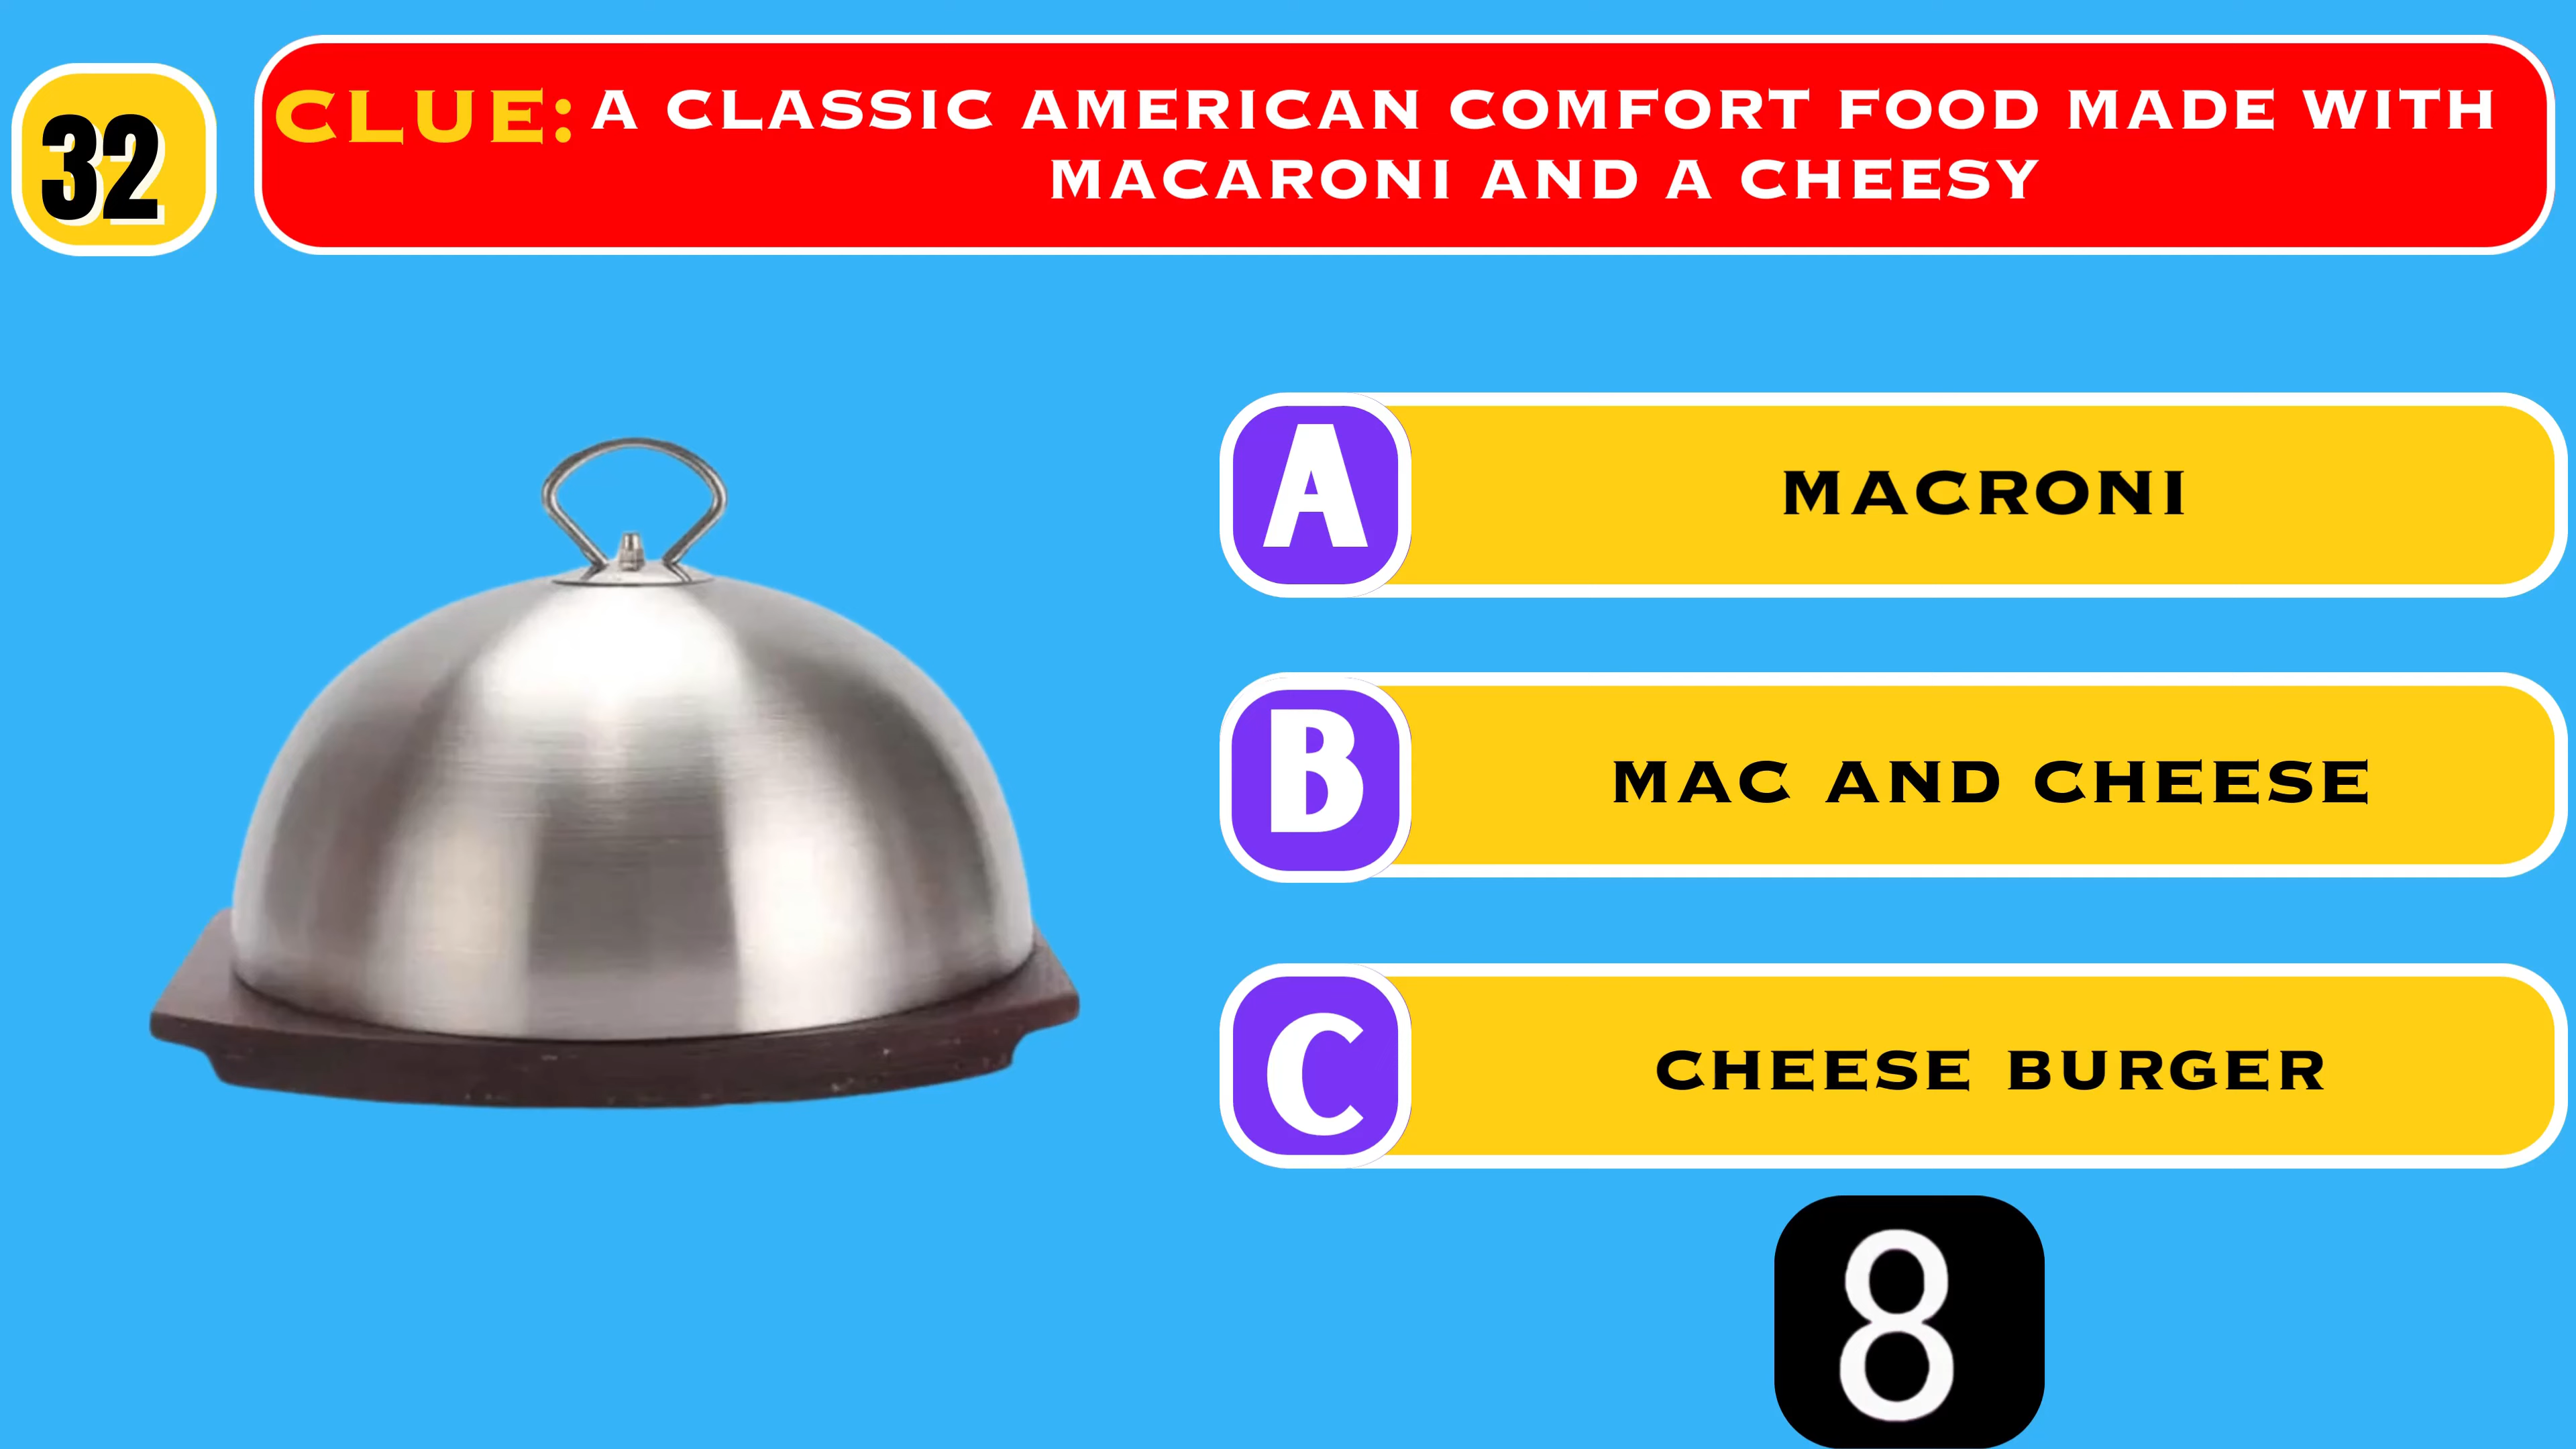 32
CLUE: A CLASSIC AMERICAN COMFORT FOOD MADE WITH
MACARONI AND A CHEESY
A MACRONI
B MAC AND CHEESE
C CHEESE BURGER
8